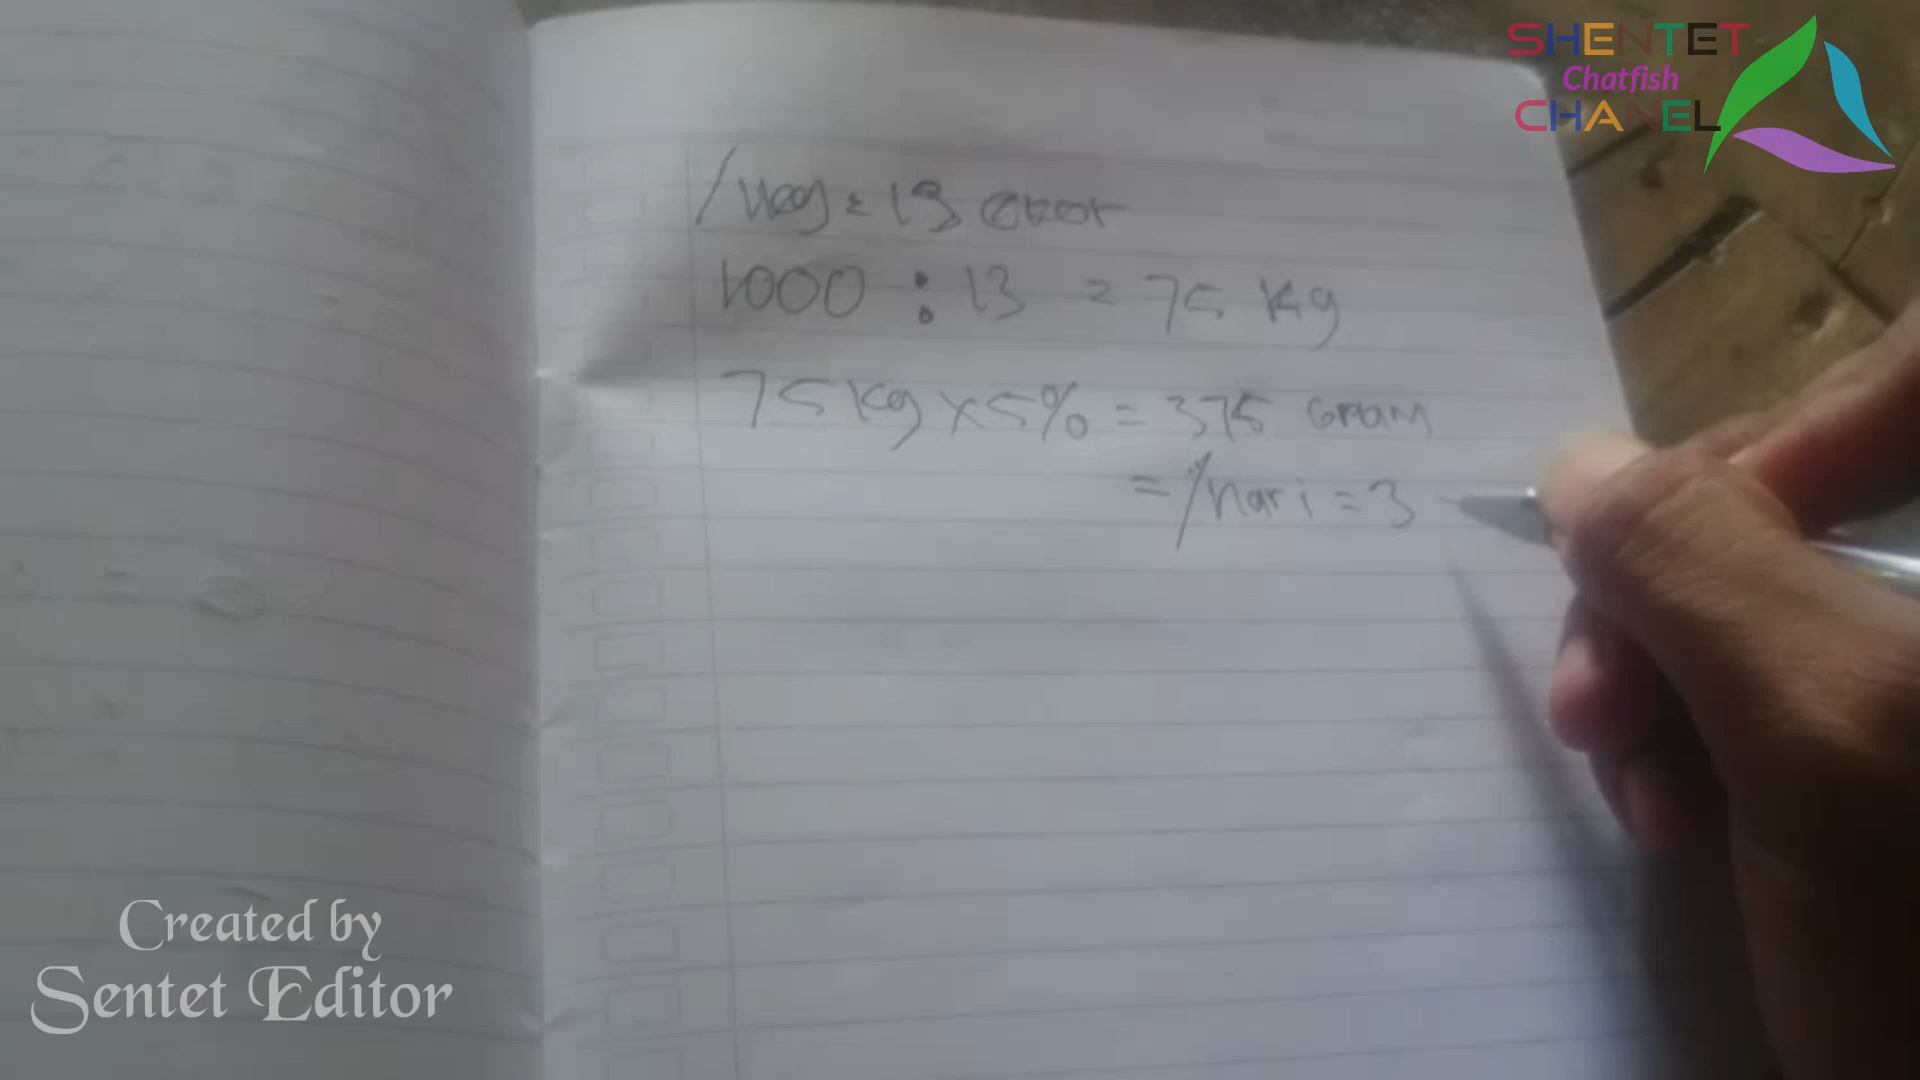 /kg = 13 ekor
1000 : 13 = 75 kg
75 kg x 5% = 375 Gram
= /hari = 3
SHENTET
Chatfish
CHANEL
Created by
Sentet Editor